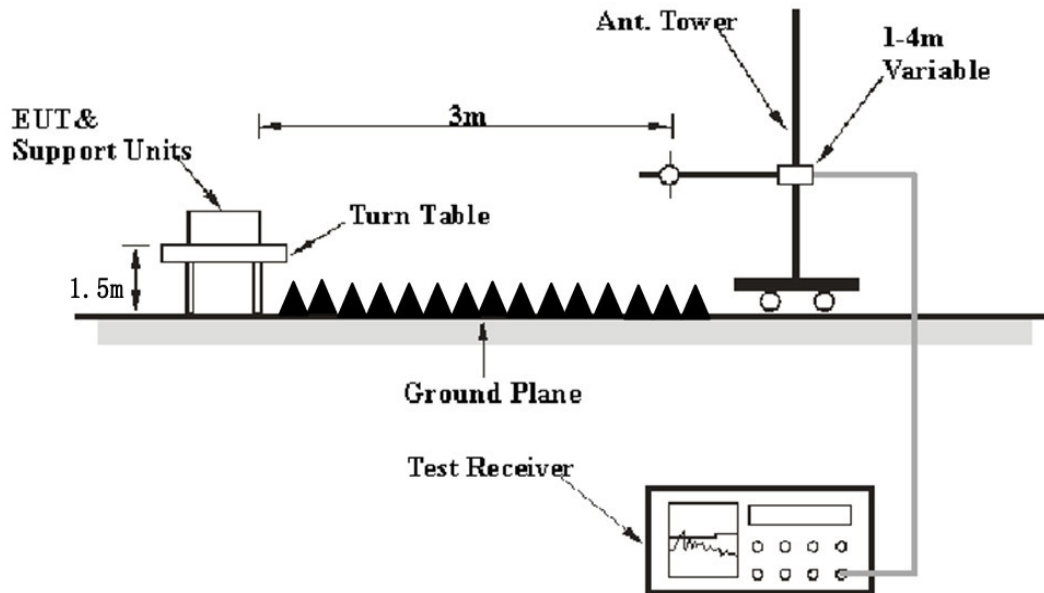 Ant. Tower
1-4m
Variable
3m
EUT&
Support Units
Turn Table
1.5m
Ground Plane
Test Receiver